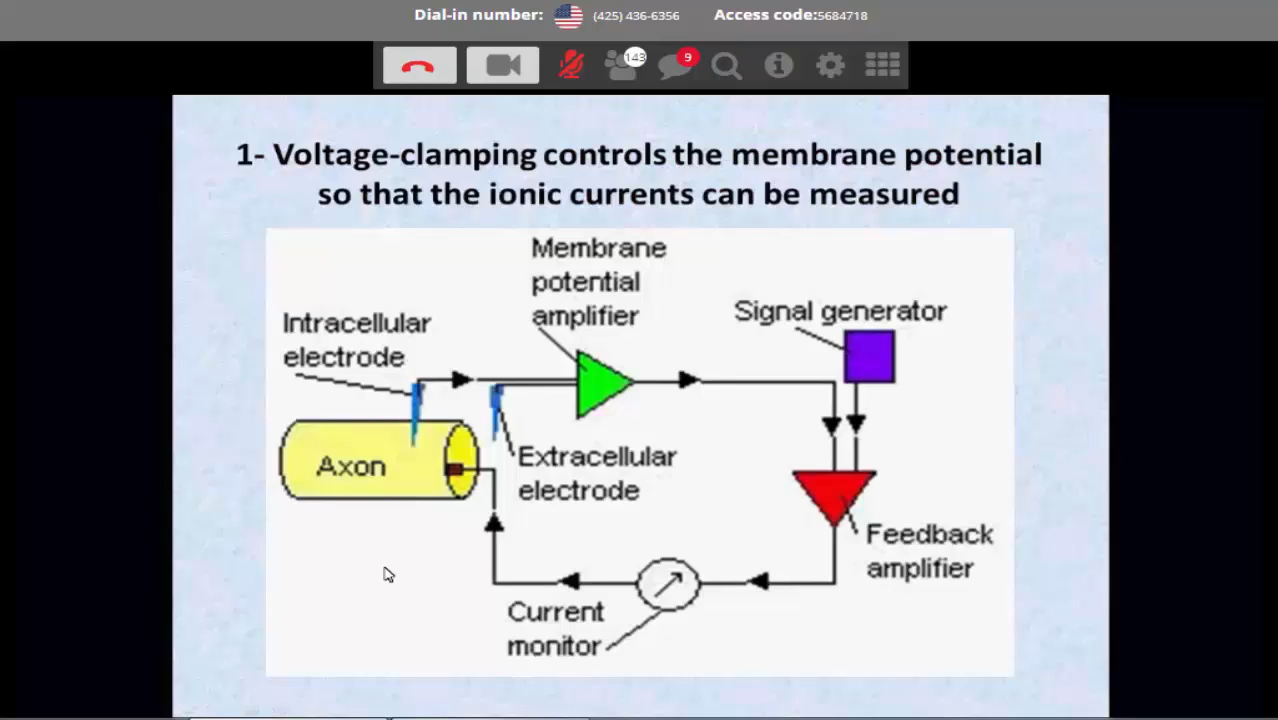 Dial-in number: (425) 436-6356 Access code:5684718
143
9
1- Voltage-clamping controls the membrane potential
so that the ionic currents can be measured
Membrane
potential
amplifier
Signal generator
Intracellular
electrode
Axon
Extracellular
electrode
Feedback
amplifier
Current
monitor